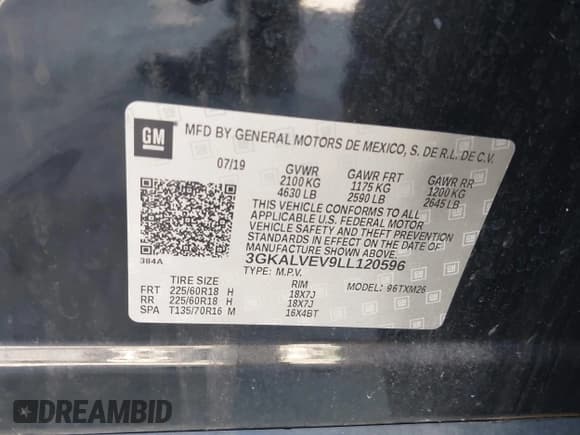 GM
MFD BY GENERAL MOTORS DE MEXICO, S. DE R.L. DE C.V.
07/19 GVWR GAWR FRT GAWR RR
2100 KG 1175 KG 1200 KG
4630 LB 2590 LB 2645 LB
THIS VEHICLE CONFORMS TO ALL
APPLICABLE U.S. FEDERAL MOTOR
VEHICLE SAFETY AND THEFT
PREVENTION STANDARDS
IN EFFECT ON THE DATE OF
MANUFACTURE SHOWN ABOVE
384A
3GKALVEV9LL120596
TYPE: M.P.V. MODEL: 96TXM26
TIRE SIZE RIM
FRT 225/60R18 H 18X7J
RR 225/60R18 H 18X7J
SPA T135/70R16 M 16X4BT
DREAMBID